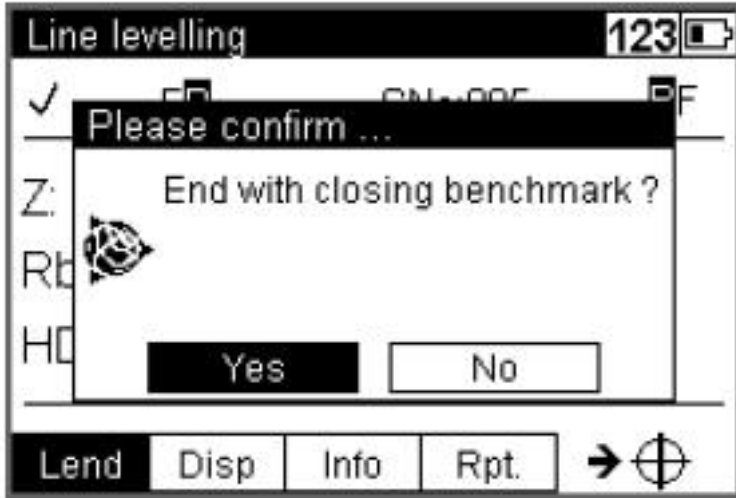 Line levelling 123
Please confirm ...
End with closing benchmark ?
Z:
Yes No
Lend Disp Info Rpt.